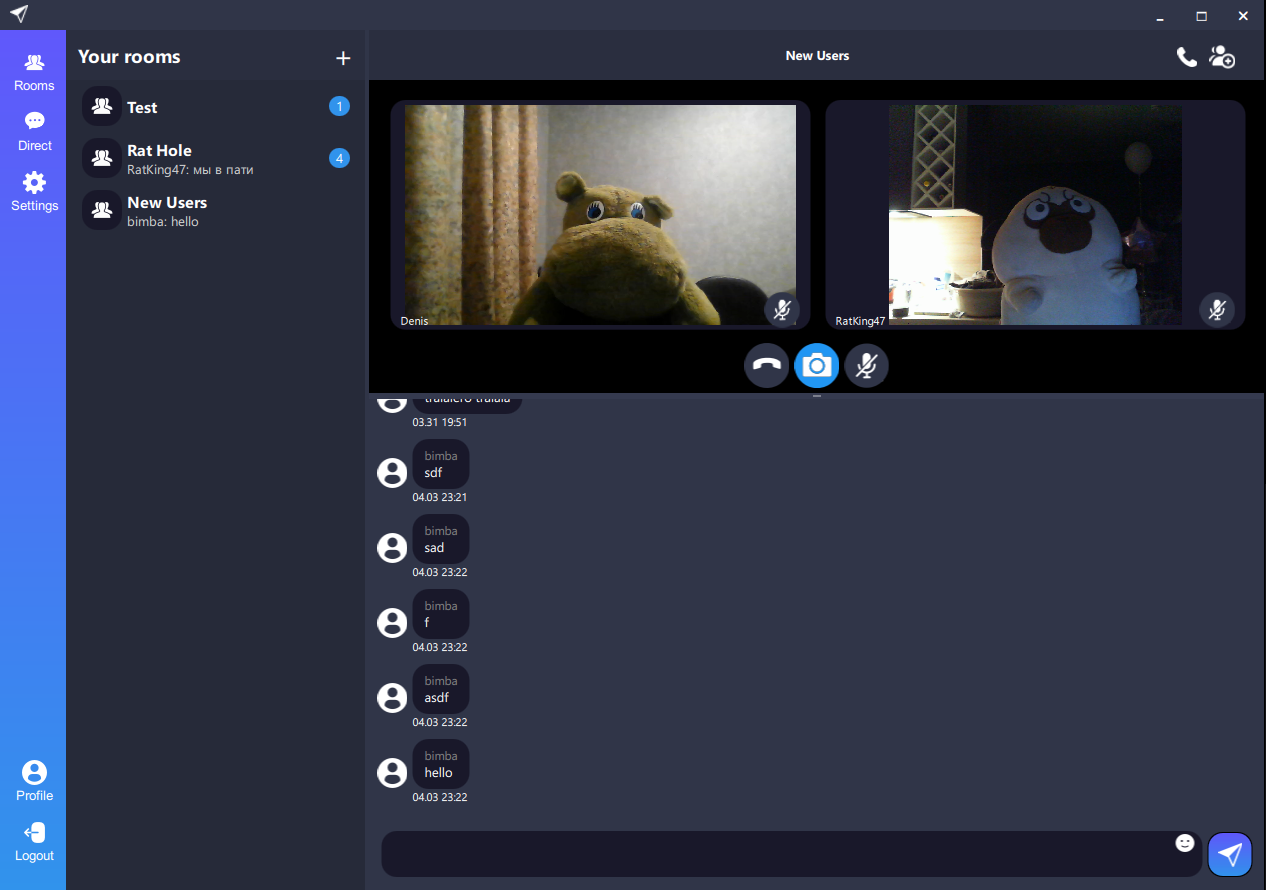 Your rooms
+
New Users
Rooms
Direct
Settings
Test
1
Rat Hole
RatKing47: мы в пати
4
New Users
bimba: hello
Denis
RatKing47
tralalero tralala
03.31 19:51
bimba
sdf
04.03 23:21
bimba
sad
04.03 23:22
bimba
f
04.03 23:22
bimba
asdf
04.03 23:22
bimba
hello
04.03 23:22
Profile
Logout